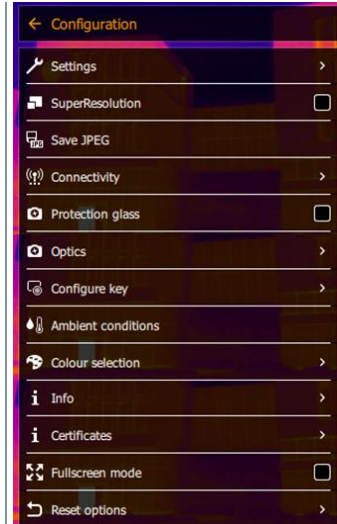 Configuration
Settings
SuperResolution
JPG Save JPEG
Connectivity
Protection glass
Optics
Configure key
Ambient conditions
Colour selection
i Info
i Certificates
Fullscreen mode
Reset options